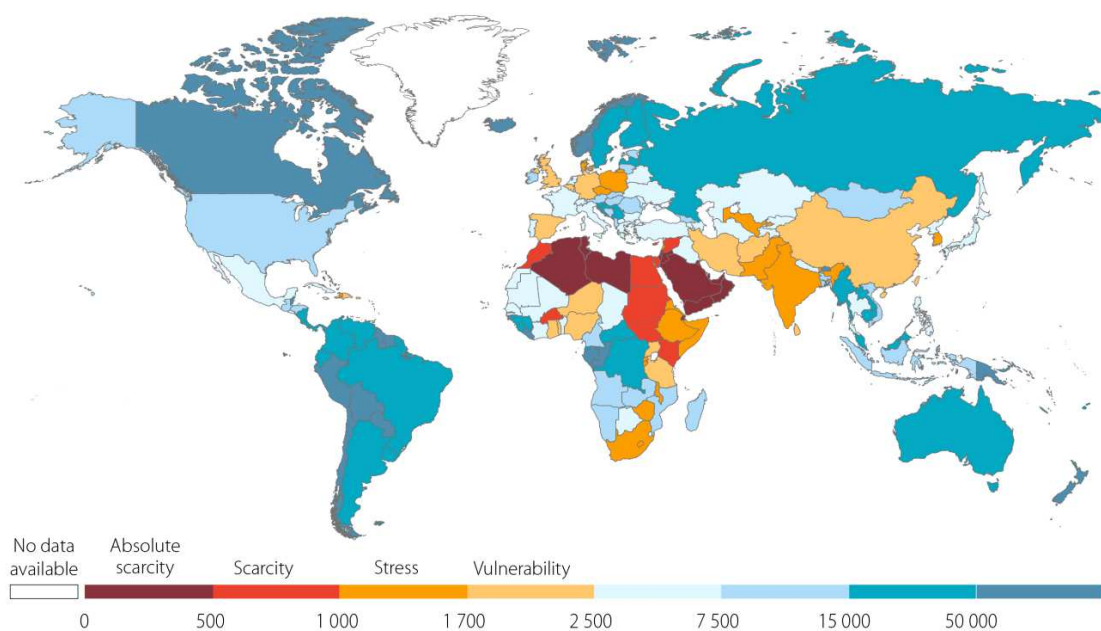 No data
available
Absolute
scarcity
Scarcity
Stress
Vulnerability
0
500
1 000
1 700
2 500
7 500
15 000
50 000